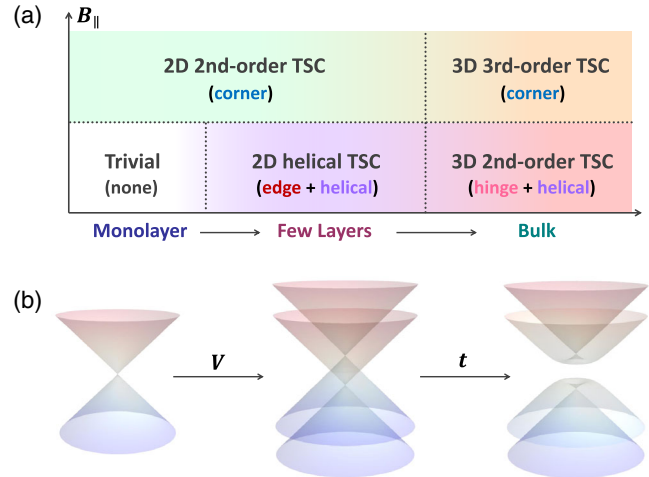 (a)
B∥
2D 2nd-order TSC
(corner)
3D 3rd-order TSC
(corner)
Trivial
(none)
2D helical TSC
(edge + helical)
3D 2nd-order TSC
(hinge + helical)
Monolayer
Few Layers
Bulk
(b)
V
t